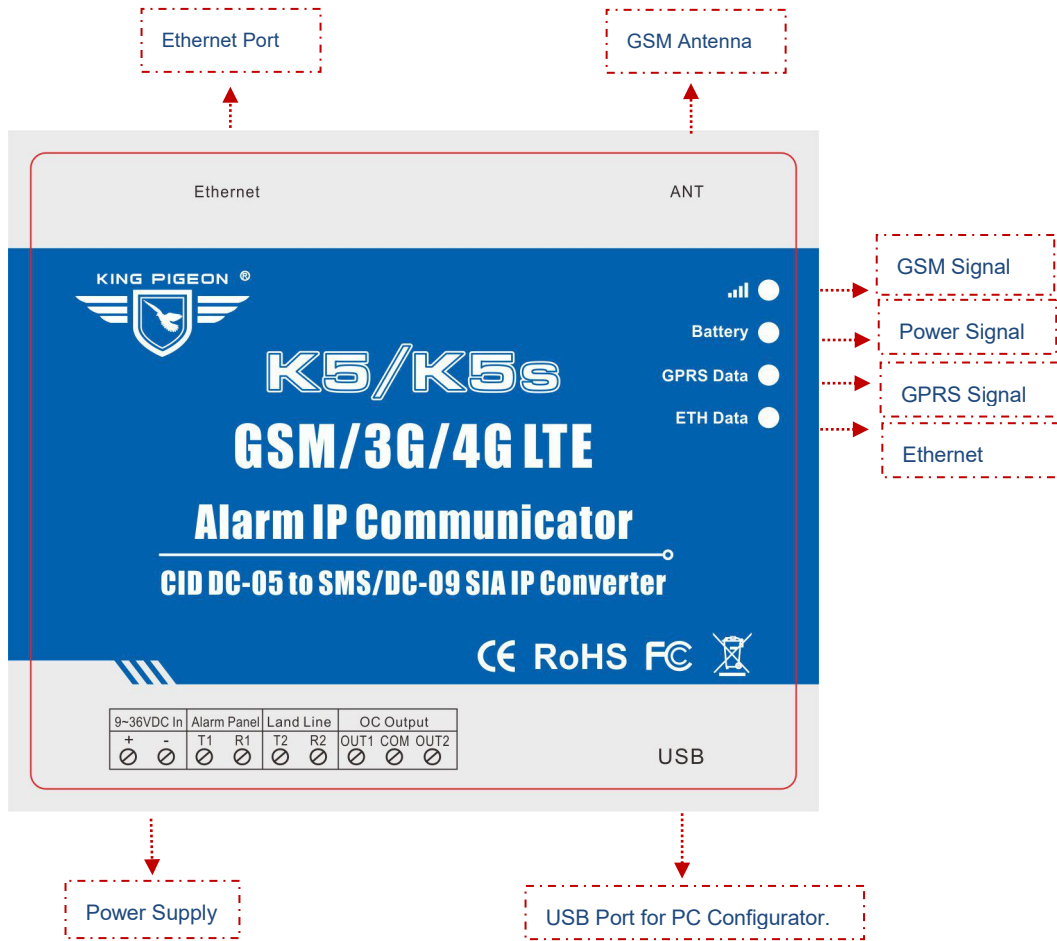 Ethernet Port
GSM Antenna
Ethernet
ANT
KING PIGEON ®
GSM Signal
Battery
Power Signal
K5/K5s
GPRS Data
GPRS Signal
ETH Data
Ethernet
GSM/3G/4G LTE
Alarm IP Communicator
CID DC-05 to SMS/DC-09 SIA IP Converter
CE RoHS FC
9~36VDC In Alarm Panel Land Line OC Output
+ - T1 R1 T2 R2 OUT1 COM OUT2
USB
Power Supply
USB Port for PC Configurator.